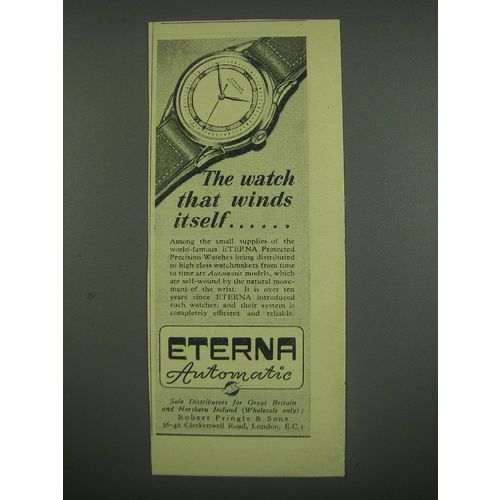 ETERNA
The watch
that winds
itself......
Among the small supplies of the
world-famous ETERNA Protected
Precision Watches being distributed
to high class watchmakers from time
to time are Automatic models, which
are self-wound by the natural move-
ment of the wrist. It is over ten
years since ETERNA introduced
such watches, and their system is
completely efficient and reliable.
ETERNA
Automatic
Sole Distributors for Great Britain
and Northern Ireland (Wholesale only):
Robert Pringle & Sons
36-42 Clerkenwell Road, London, E.C.1